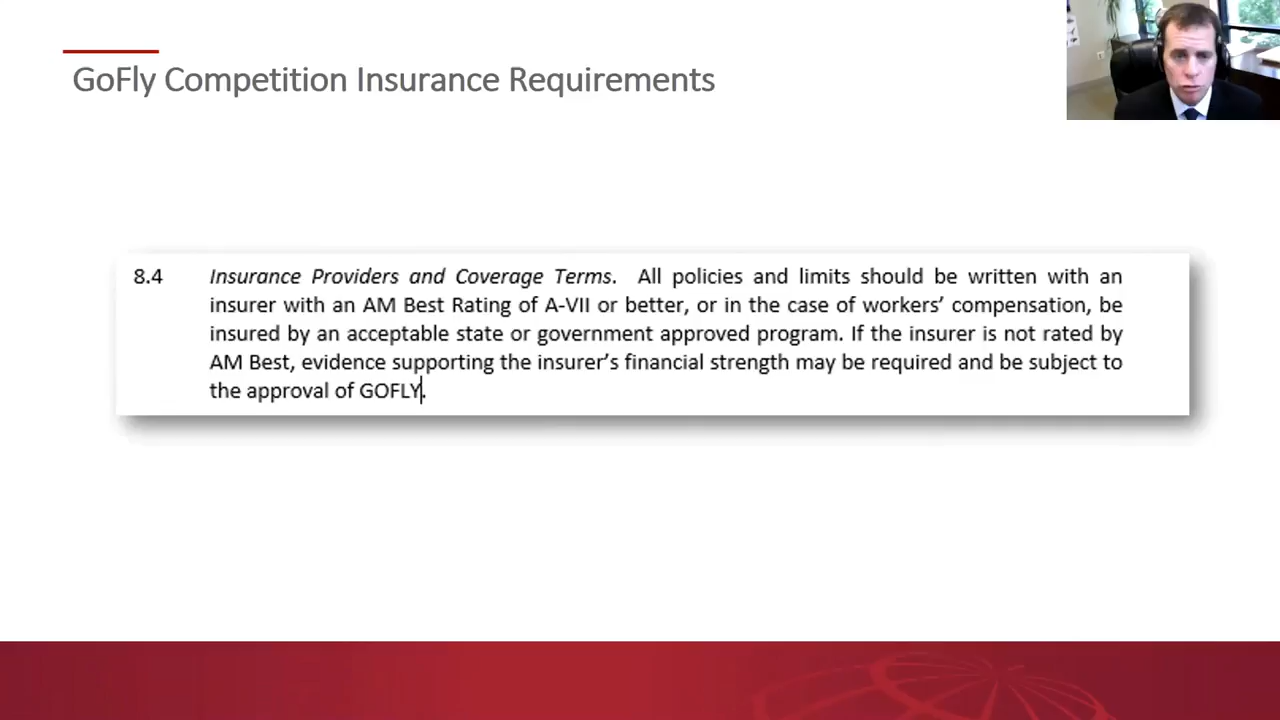 GoFly Competition Insurance Requirements
8.4 Insurance Providers and Coverage Terms. All policies and limits should be written with an
insurer with an AM Best Rating of A-VII or better, or in the case of workers’ compensation, be
insured by an acceptable state or government approved program. If the insurer is not rated by
AM Best, evidence supporting the insurer’s financial strength may be required and be subject to
the approval of GOFLY.